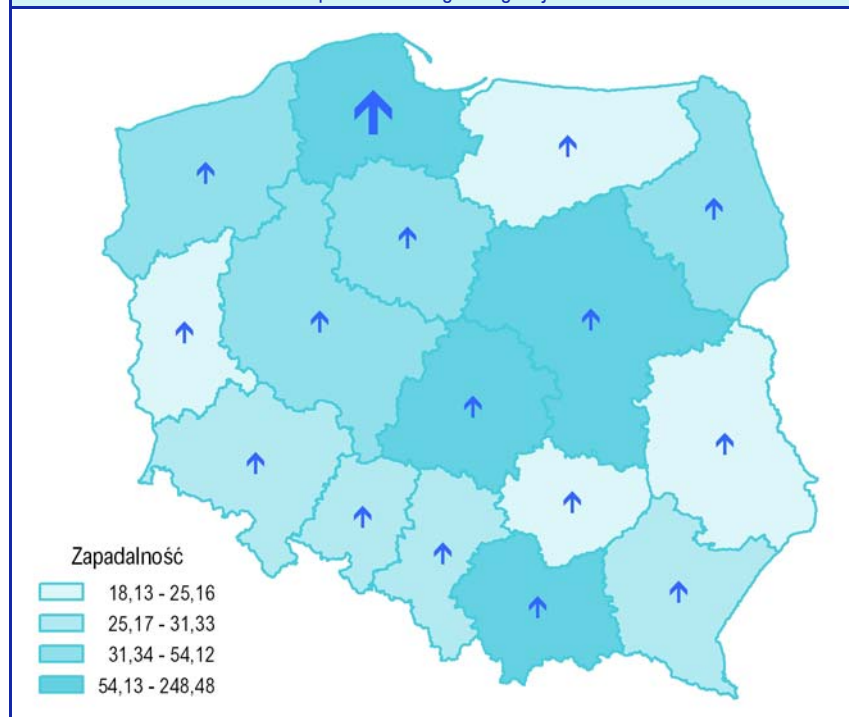 Zapadalność
18,13 - 25,16
25,17 - 31,33
31,34 - 54,12
54,13 - 248,48